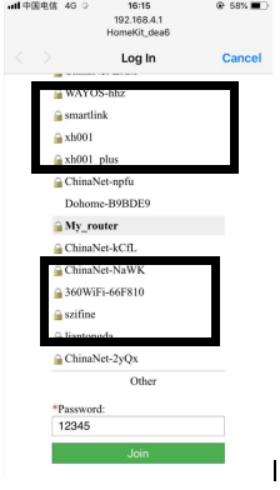 中国电信 4G 16:15 58%
192.168.4.1
HomeKit_dea6
Log In Cancel
WAYOS-hhz
smartlink
xh001
xh001_plus
ChinaNet-npfu
Dohome-B9BDE9
My_router
ChinaNet-kCfL
ChinaNet-NaWK
360WiFi-66F810
szifine
ChinaNet-2yQx
Other
*Password:
12345
Join